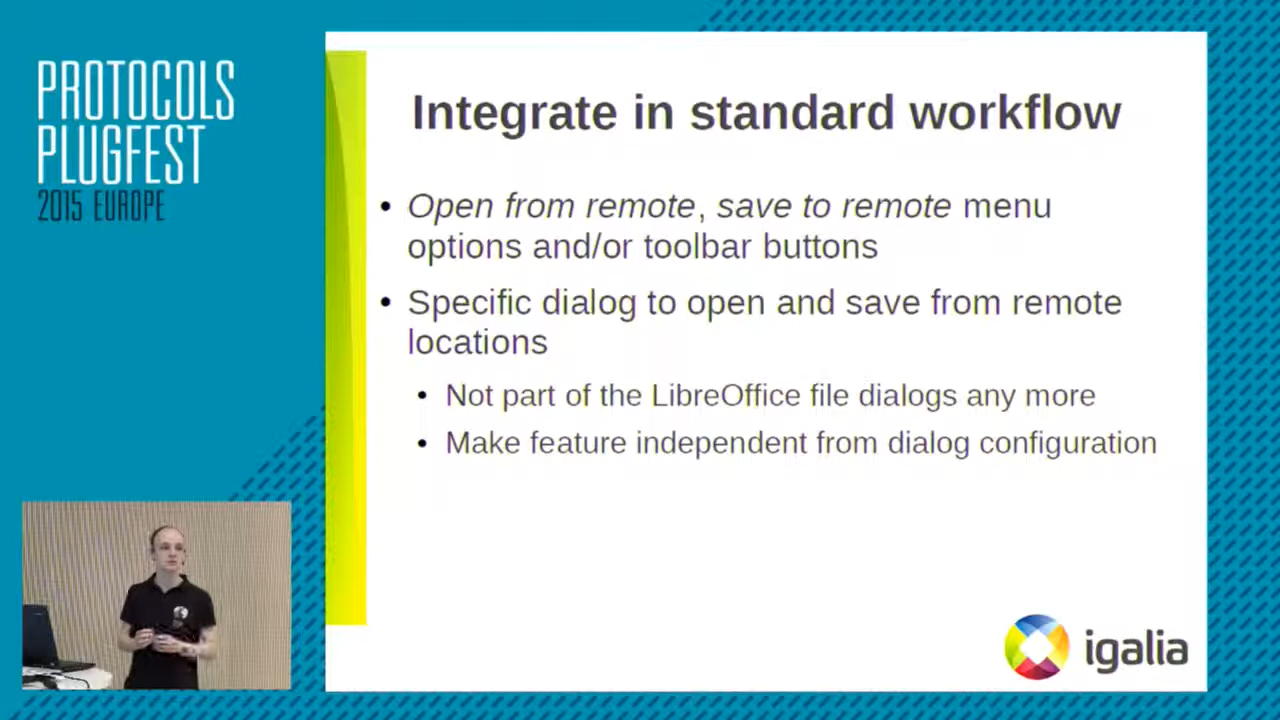 PROTOCOLS
PLUGFEST
2015 EUROPE
Integrate in standard workflow
• Open from remote, save to remote menu
options and/or toolbar buttons
• Specific dialog to open and save from remote
locations
• Not part of the LibreOffice file dialogs any more
• Make feature independent from dialog configuration
igalia